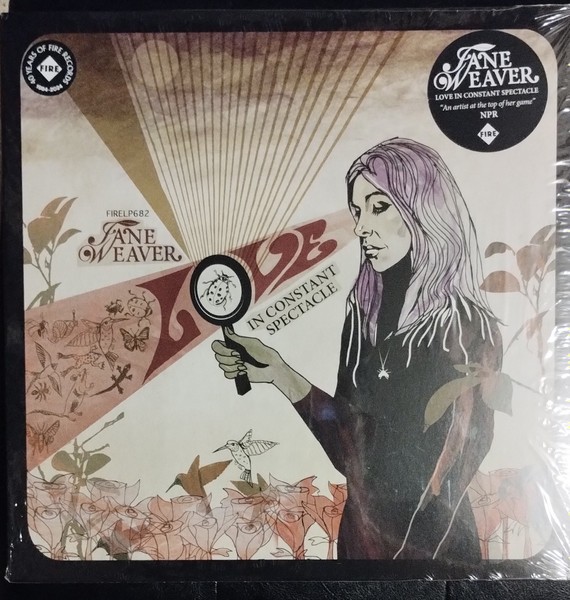 40 YEARS OF FIRE RECORDS
FIRE
1984-2024
JANE
WEAVER
LOVE IN CONSTANT SPECTACLE
"An artist at the top of her game"
NPR
FIRE
FIRELP682
JANE
WEAVER
LOVE
IN CONSTANT
SPECTACLE